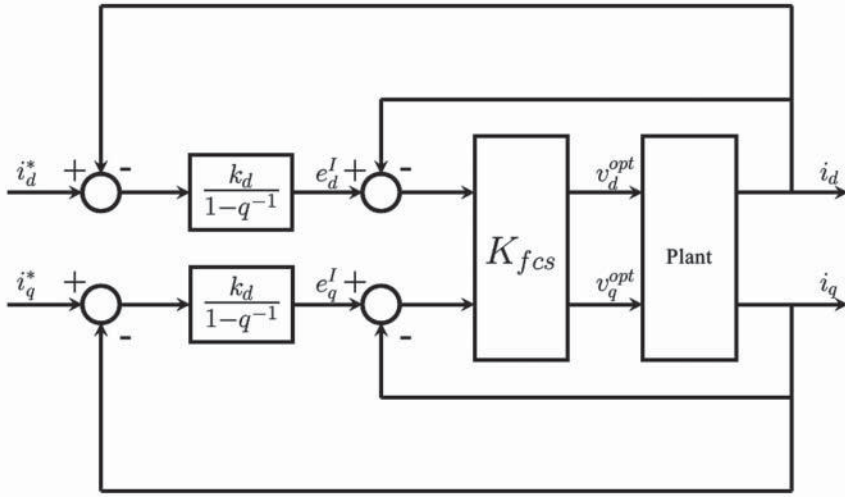 i_d^* + - k_d e_d^I + - v_d^{opt} i_d
1-q^{-1}
K_{fcs} Plant
i_q^* + k_d e_q^I + v_q^{opt} i_q
- 1-q^{-1} -